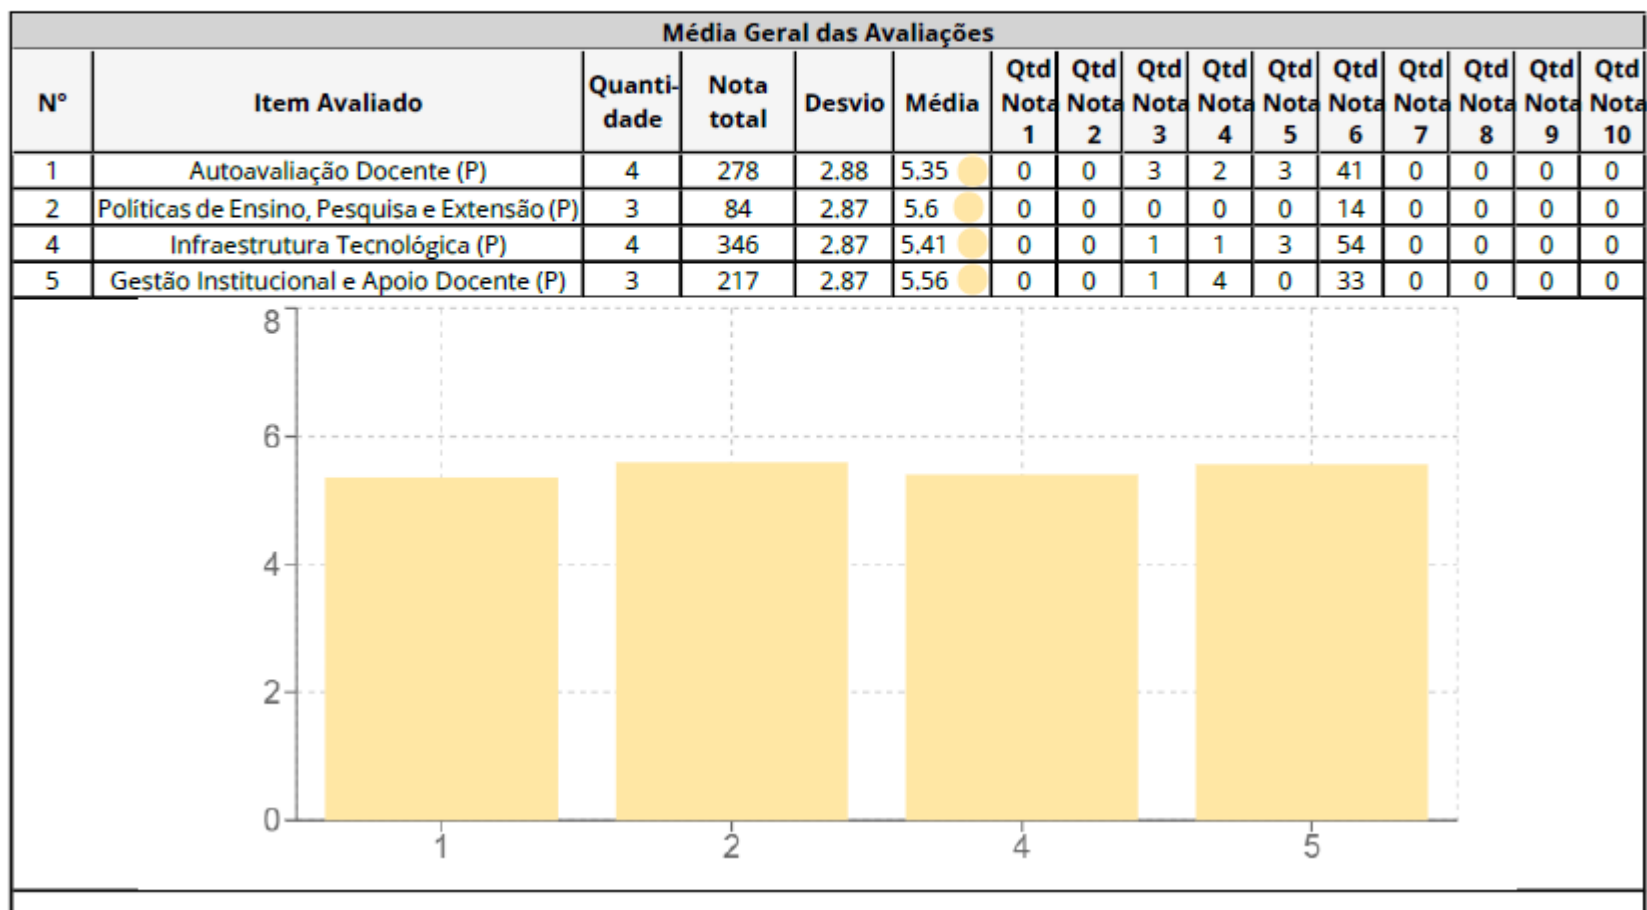 Média Geral das Avaliações
N° Item Avaliado Quanti-dade Nota total Desvio Média Qtd Nota 1 Qtd Nota 2 Qtd Nota 3 Qtd Nota 4 Qtd Nota 5 Qtd Nota 6 Qtd Nota 7 Qtd Nota 8 Qtd Nota 9 Qtd Nota 10
1 Autoavaliação Docente (P) 4 278 2.88 5.35 0 0 3 2 3 41 0 0 0 0
2 Políticas de Ensino, Pesquisa e Extensão (P) 3 84 2.87 5.6 0 0 0 0 0 14 0 0 0 0
4 Infraestrutura Tecnológica (P) 4 346 2.87 5.41 0 0 1 1 3 54 0 0 0 0
5 Gestão Institucional e Apoio Docente (P) 3 217 2.87 5.56 0 0 1 4 0 33 0 0 0 0
8
6
4
2
0
1 2 4 5